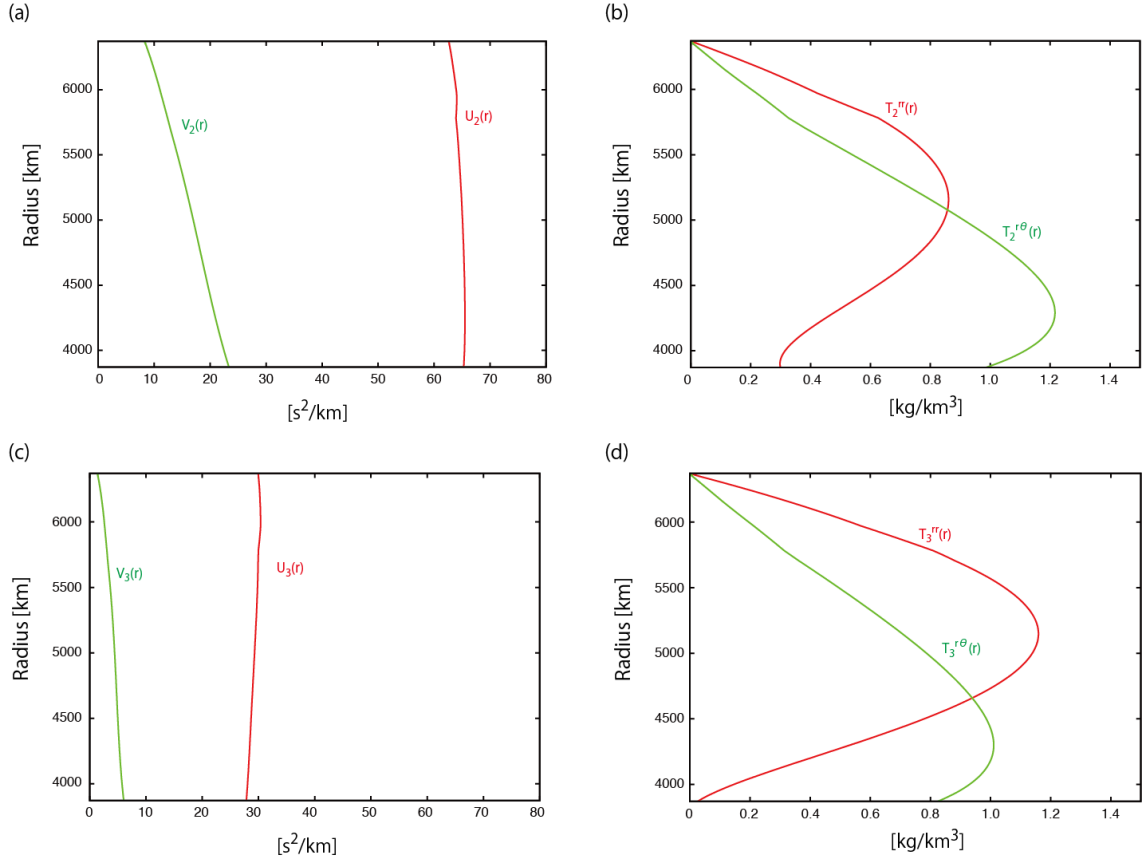 (a)
Radius [km]
6000
5500
5000
4500
4000
V₂(r)
U₂(r)
0 10 20 30 40 50 60 70 80
[s²/km]
(b)
Radius [km]
6000
5500
5000
4500
4000
T₂ʳʳ(r)
T₂ʳᶿ(r)
0 0.2 0.4 0.6 0.8 1.0 1.2 1.4
[kg/km³]
(c)
Radius [km]
6000
5500
5000
4500
4000
V₃(r)
U₃(r)
0 10 20 30 40 50 60 70 80
[s²/km]
(d)
Radius [km]
6000
5500
5000
4500
4000
T₃ʳʳ(r)
T₃ʳᶿ(r)
0 0.2 0.4 0.6 0.8 1.0 1.2 1.4
[kg/km³]